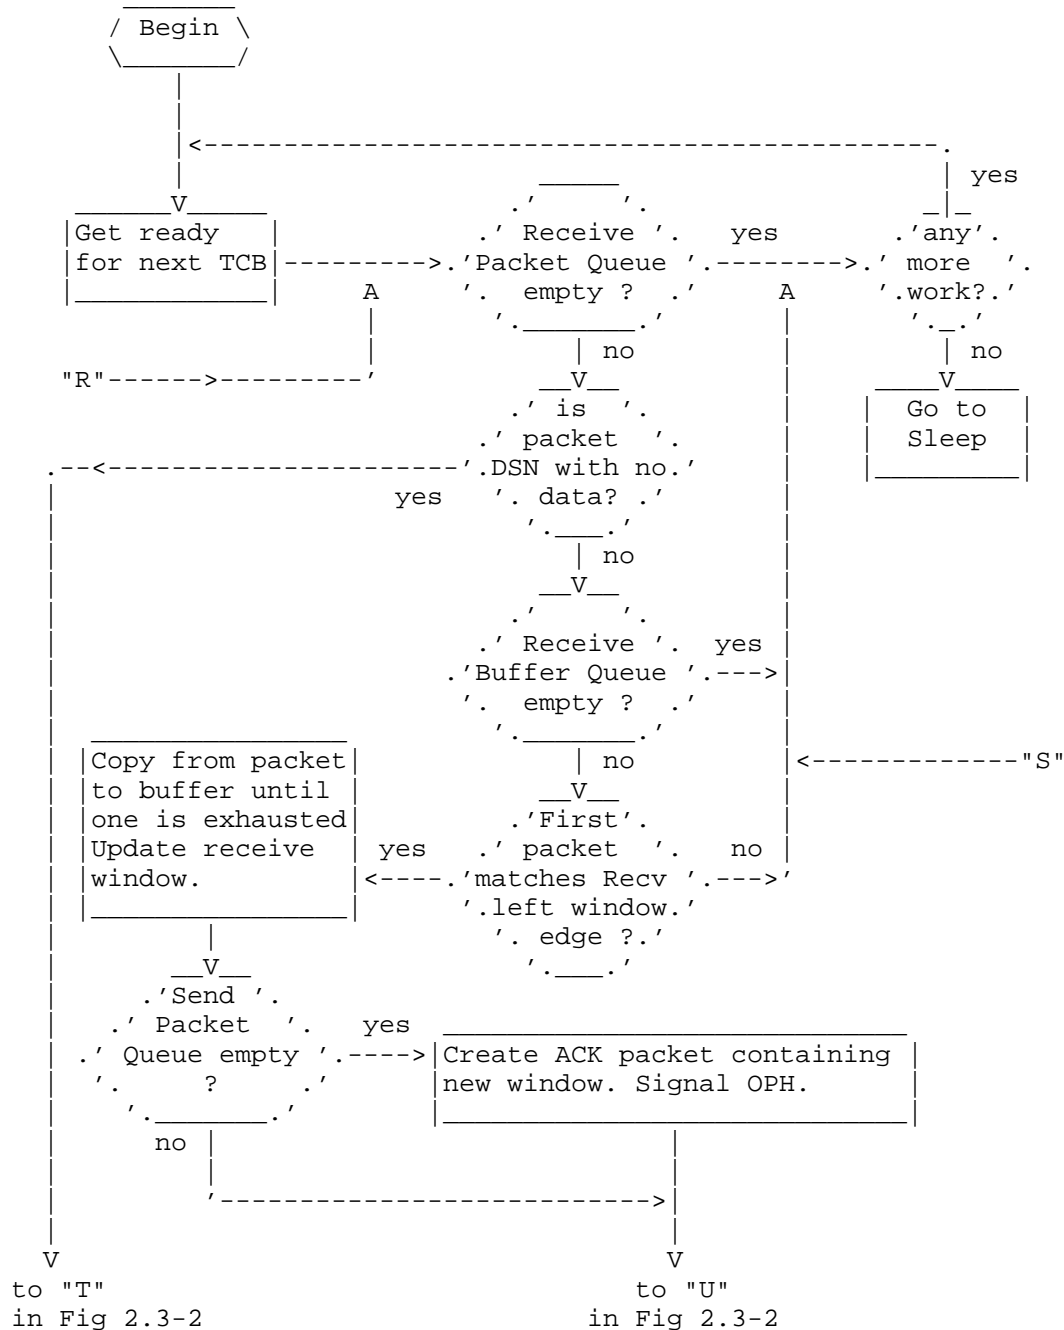 Begin
yes
Get ready
for next TCB
Receive
Packet Queue
empty ?
yes
any
more
work?
A
A
no
no
"R"
is
packet
DSN with no
data?
yes
Go to
Sleep
no
Receive
Buffer Queue
empty ?
yes
no
"S"
Copy from packet
to buffer until
one is exhausted
Update receive
window.
yes
First
packet
matches Recv
left window
edge ?
no
V
Send
Packet
Queue empty
?
yes
Create ACK packet containing
new window. Signal OPH.
no
V
V
to "T"
in Fig 2.3-2
to "U"
in Fig 2.3-2